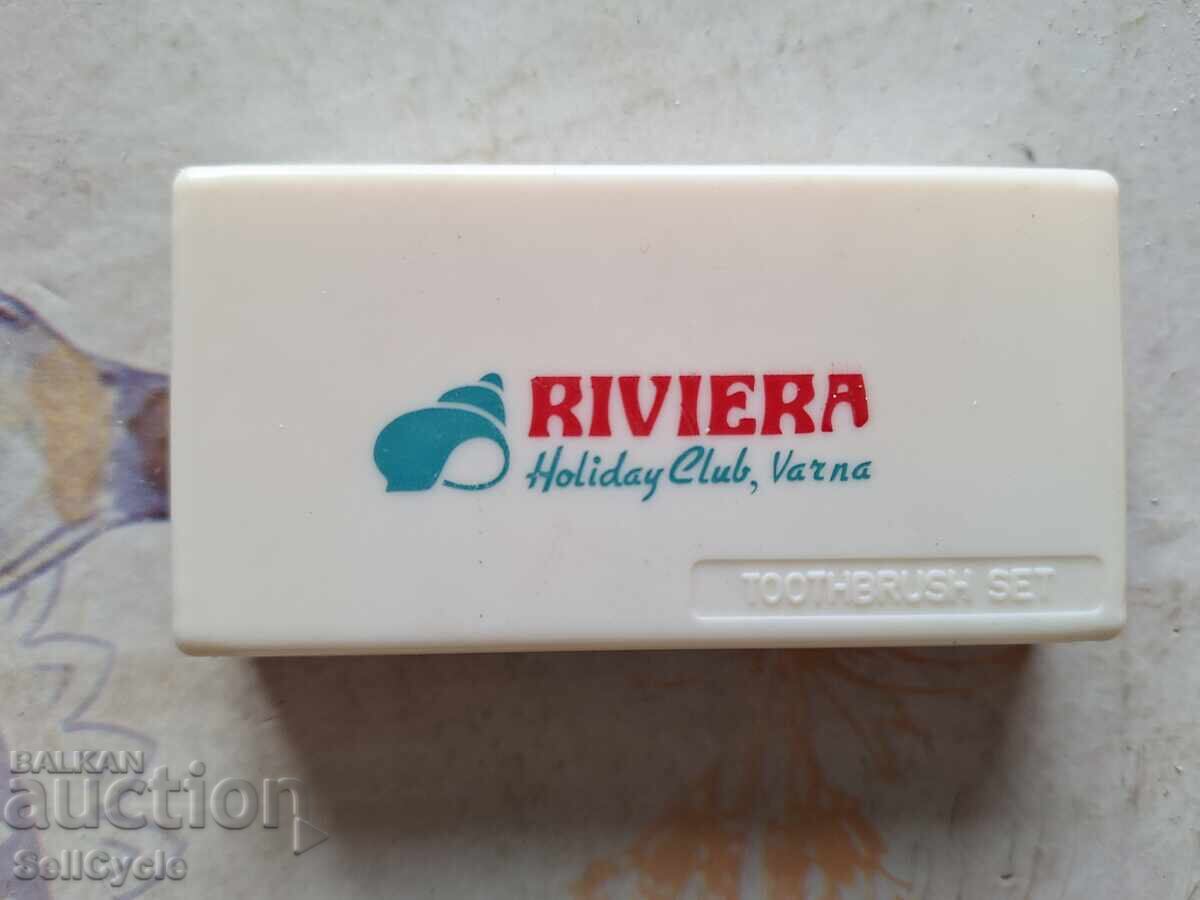 RIVIERA
Holiday Club, Varna
TOOTHBRUSH SET
BALKAN
auction
SellCycle